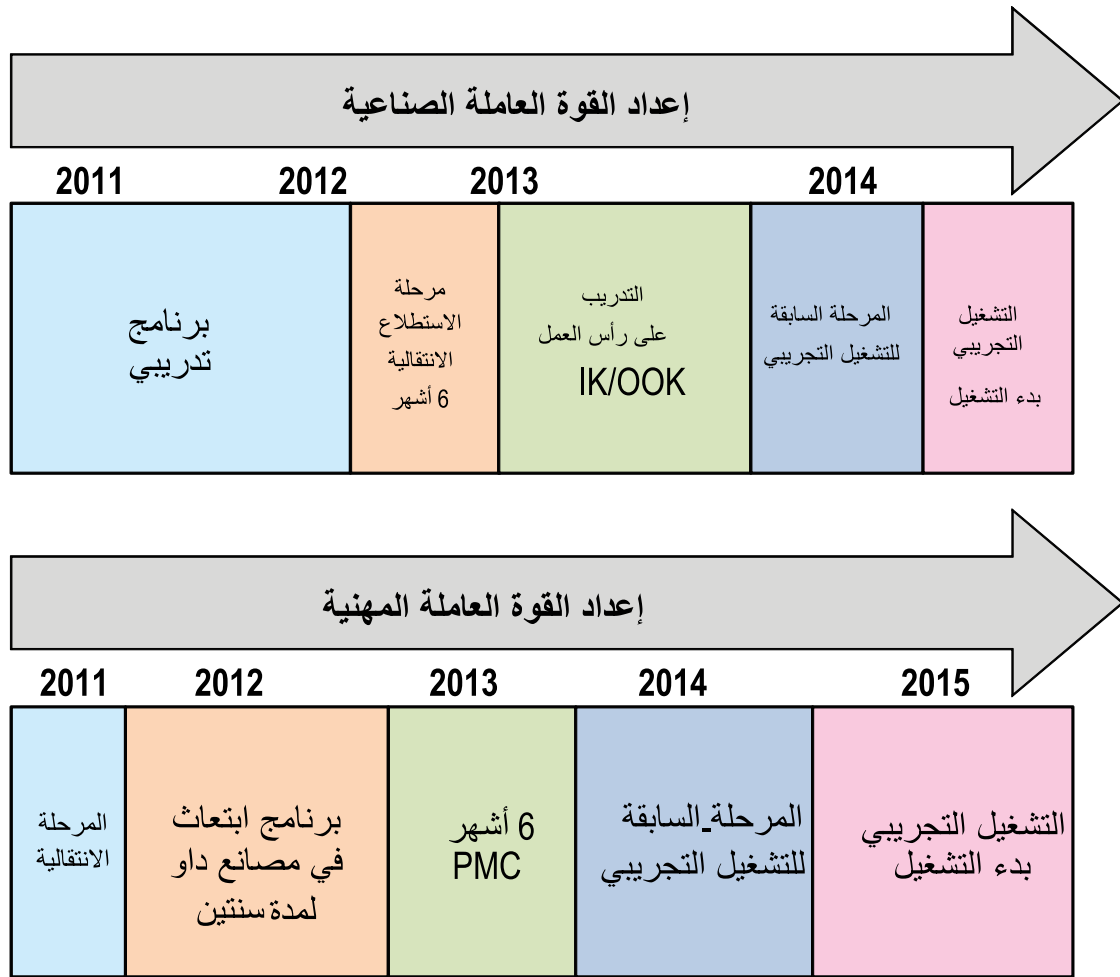 إعداد القوة العاملة الصناعية
2011
2012
2013
2014
برنامج
تدريبي
مرحلة
الاستطلاع
الانتقالية
6 أشهر
التدريب
على رأس العمل
IK/OOK
المرحلة السابقة
للتشغيل التجريبي
التشغيل
التجريبي
بدء التشغيل
إعداد القوة العاملة المهنية
2011
2012
2013
2014
2015
المرحلة
الانتقالية
برنامج ابتعاث
في مصانع داو
لمدة سنتين
6 أشهر
PMC
المرحلة-السابقة
للتشغيل التجريبي
التشغيل التجريبي
بدء التشغيل